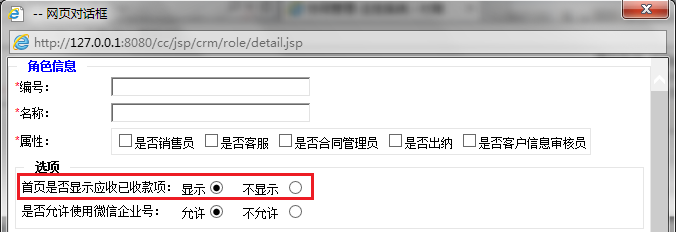 -- 网页对话框
http://127.0.0.1:8080/cc/jsp/crm/role/detail.jsp
角色信息
*编号：
*名称：
*属性： 是否销售员 是否客服 是否合同管理员 是否出纳 是否客户信息审核员
选项
首页是否显示应收已收款项： 显示 不显示
是否允许使用微信企业号： 允许 不允许